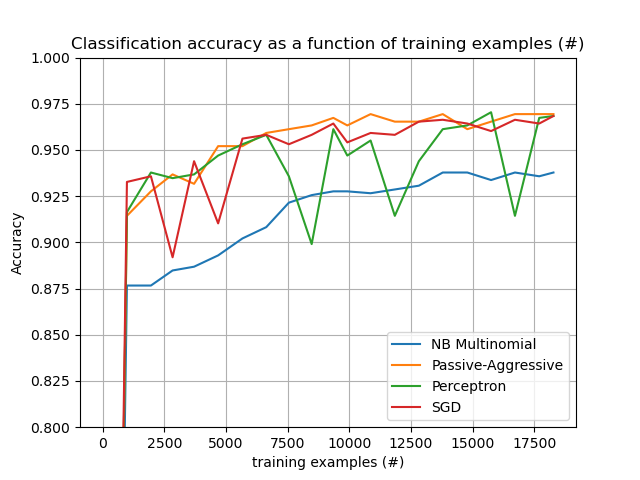 Classification accuracy as a function of training examples (#)
1.000
0.975
0.950
0.925
0.900
0.875
0.850
0.825
0.800
Accuracy
NB Multinomial
Passive-Aggressive
Perceptron
SGD
0 2500 5000 7500 10000 12500 15000 17500
training examples (#)